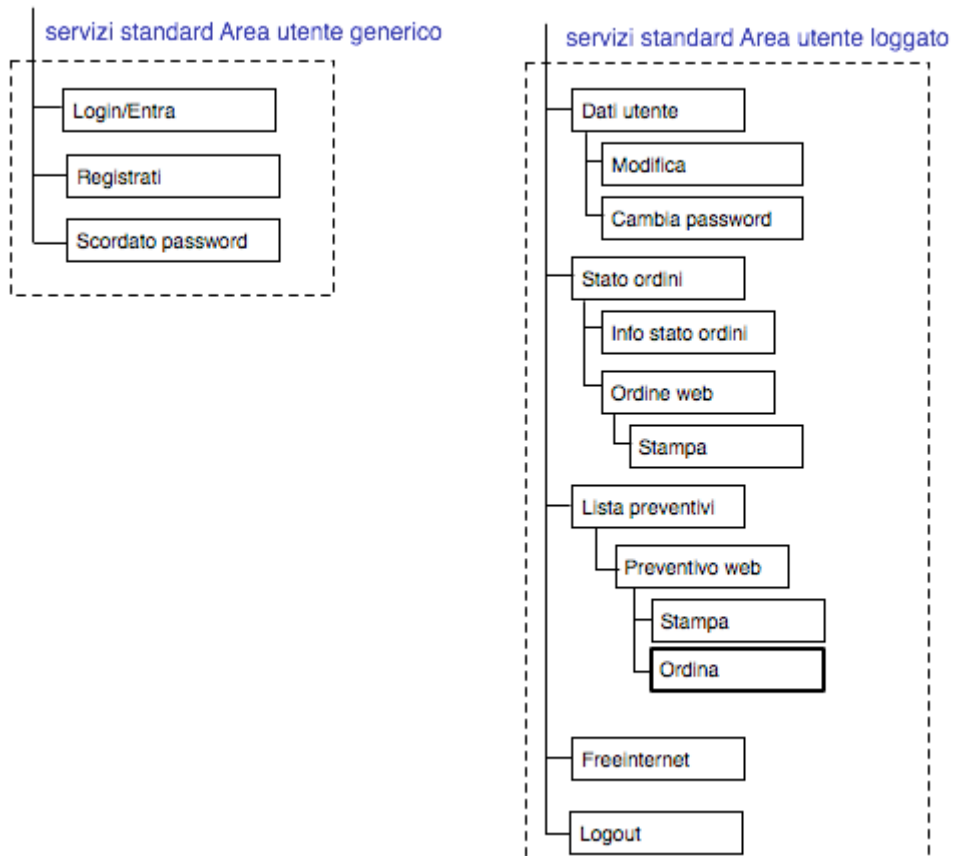 servizi standard Area utente generico
Login/Entra
Registrati
Scordato password
servizi standard Area utente loggato
Dati utente
Modifica
Cambia password
Stato ordini
Info stato ordini
Ordine web
Stampa
Lista preventivi
Preventivo web
Stampa
Ordina
Freeinternet
Logout